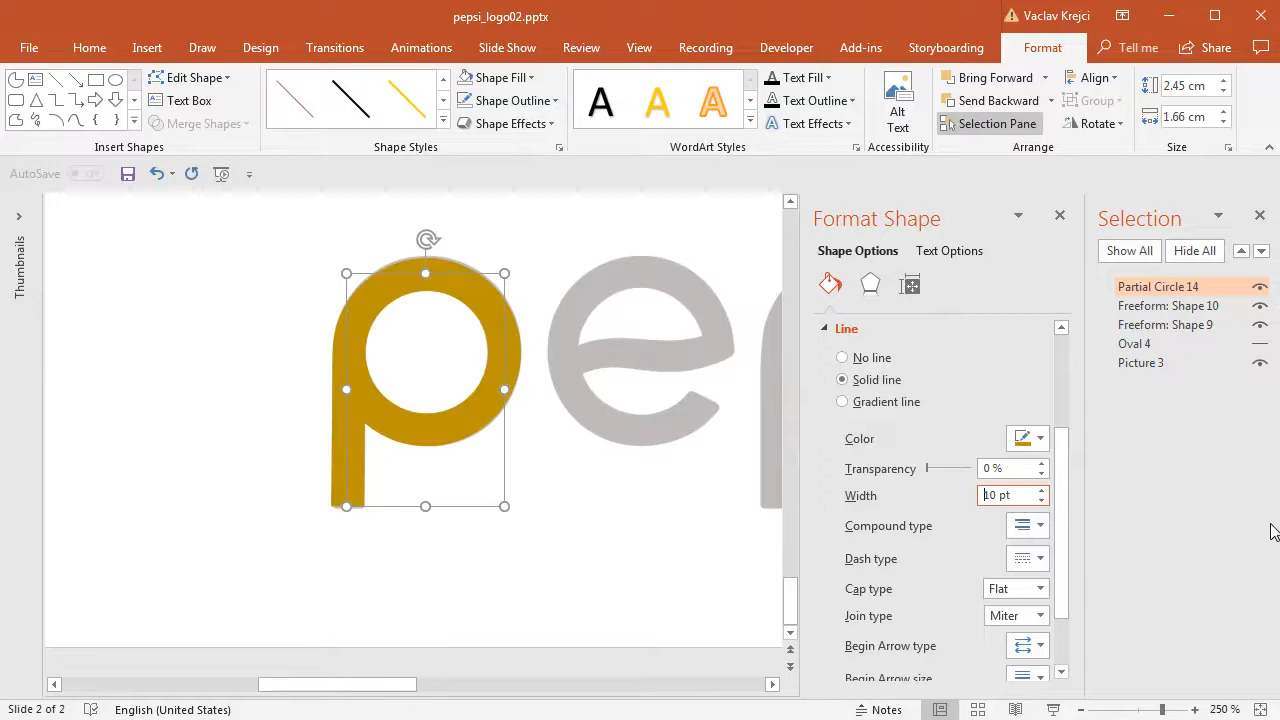 pepsi_logo02.pptx
Vaclav Krejci
File Home Insert Draw Design Transitions Animations Slide Show Review View Recording Developer Add-ins Storyboarding Format Tell me Share
Edit Shape
Merge Shapes
Insert Shapes
Shape Fill
Shape Outline
Shape Effects
Shape Styles
A A A
Text Fill
Text Outline
Text Effects
WordArt Styles
Alt
Text
Accessibility
Bring Forward
Send Backward
Selection Pane
Align
Group
Rotate
Arrange
2.45 cm
1.66 cm
Size
AutoSave
Thumbnails
pe
Format Shape
Shape Options Text Options
Line
No line
Solid line
Gradient line
Color
Transparency 0 %
Width 10 pt
Compound type
Dash type
Cap type Flat
Join type Miter
Begin Arrow type
Begin Arrow size
Selection
Show All Hide All
Partial Circle 14
Freeform: Shape 10
Freeform: Shape 9
Oval 4
Picture 3
Slide 2 of 2 English (United States) Notes 250 %